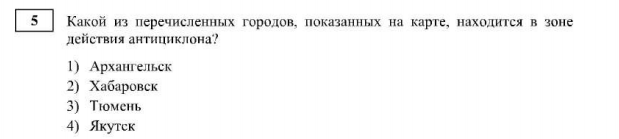 5 Какой из перечисленных городов, показанных на карте, находится в зоне
действия антициклона?
1) Архангельск
2) Хабаровск
3) Тюмень
4) Якутск